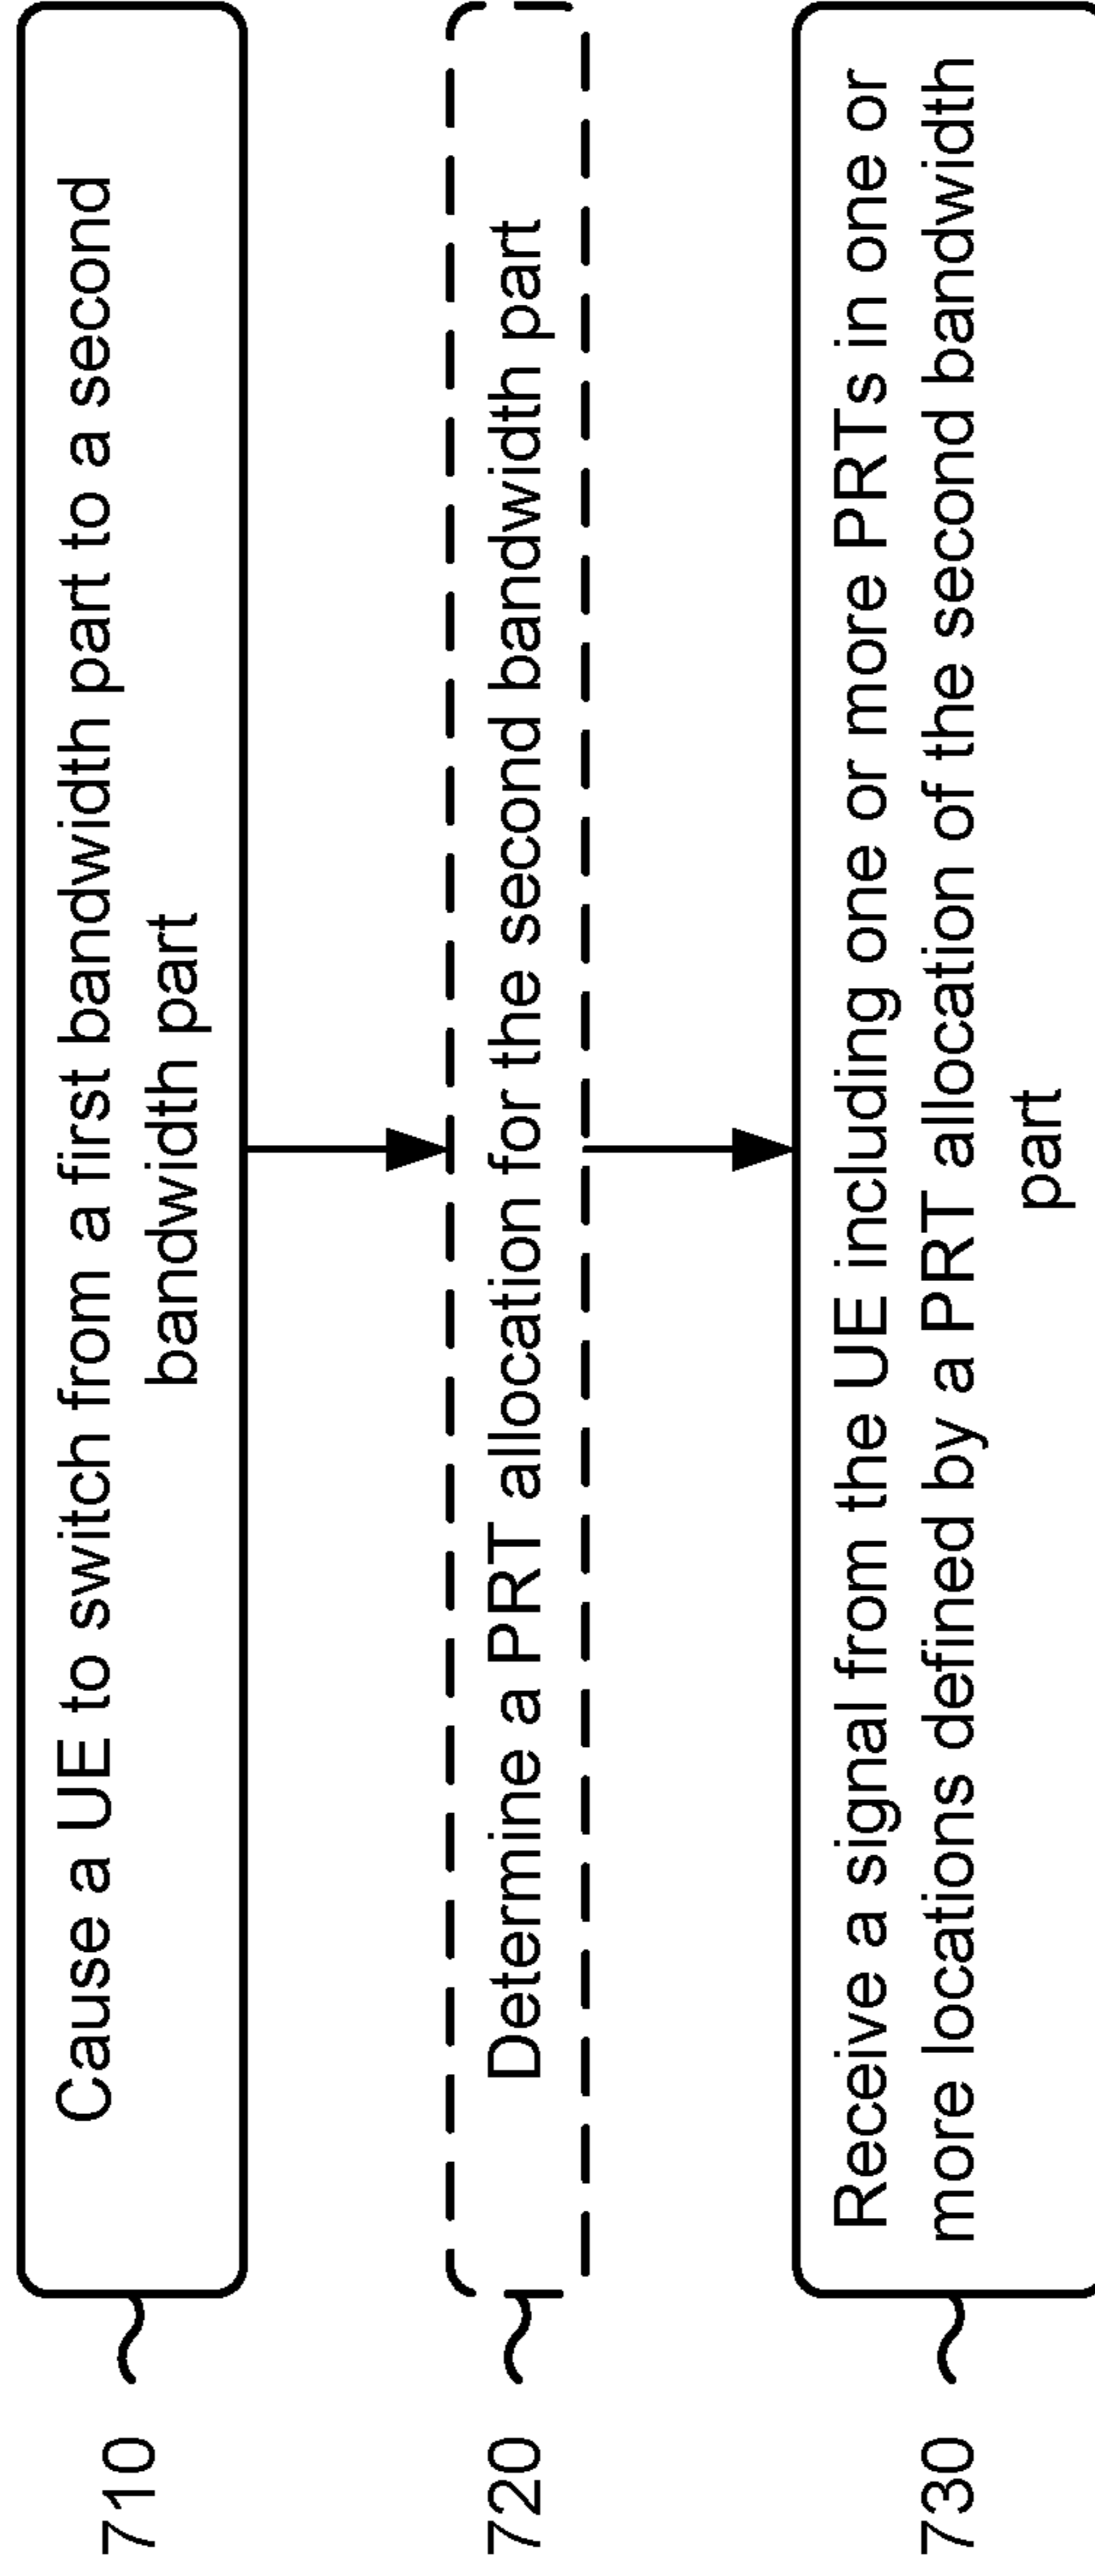 710
Cause a UE to switch from a first bandwidth part to a second
bandwidth part
720
Determine a PRT allocation for the second bandwidth part
730
Receive a signal from the UE including one or more PRTs in one or
more locations defined by a PRT allocation of the second bandwidth
part